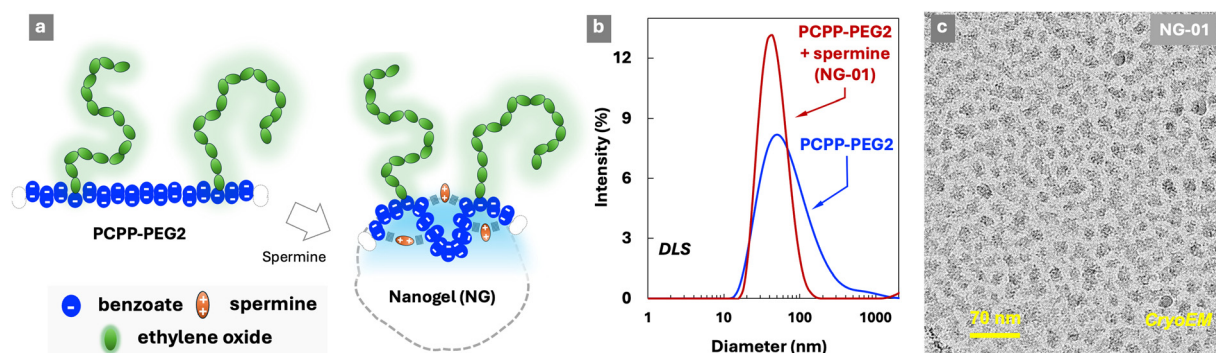 a
PCPP-PEG2
Spermine
Nanogel (NG)
benzoate
spermine
ethylene oxide
b
PCPP-PEG2
+ spermine
(NG-01)
PCPP-PEG2
DLS
Intensity (%)
12
9
6
3
0
1
10
100
1000
Diameter (nm)
c
NG-01
70 nm
CryoEM